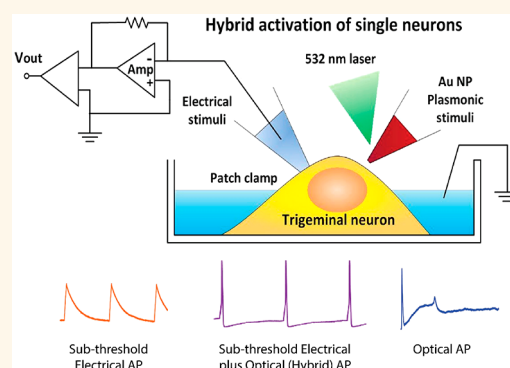 Hybrid activation of single neurons
Vout
Amp
-
+
Electrical
stimuli
532 nm laser
Au NP
Plasmonic
stimuli
Patch clamp
Trigeminal neuron
Sub-threshold
Electrical AP
Sub-threshold Electrical
plus Optical (Hybrid) AP
Optical AP